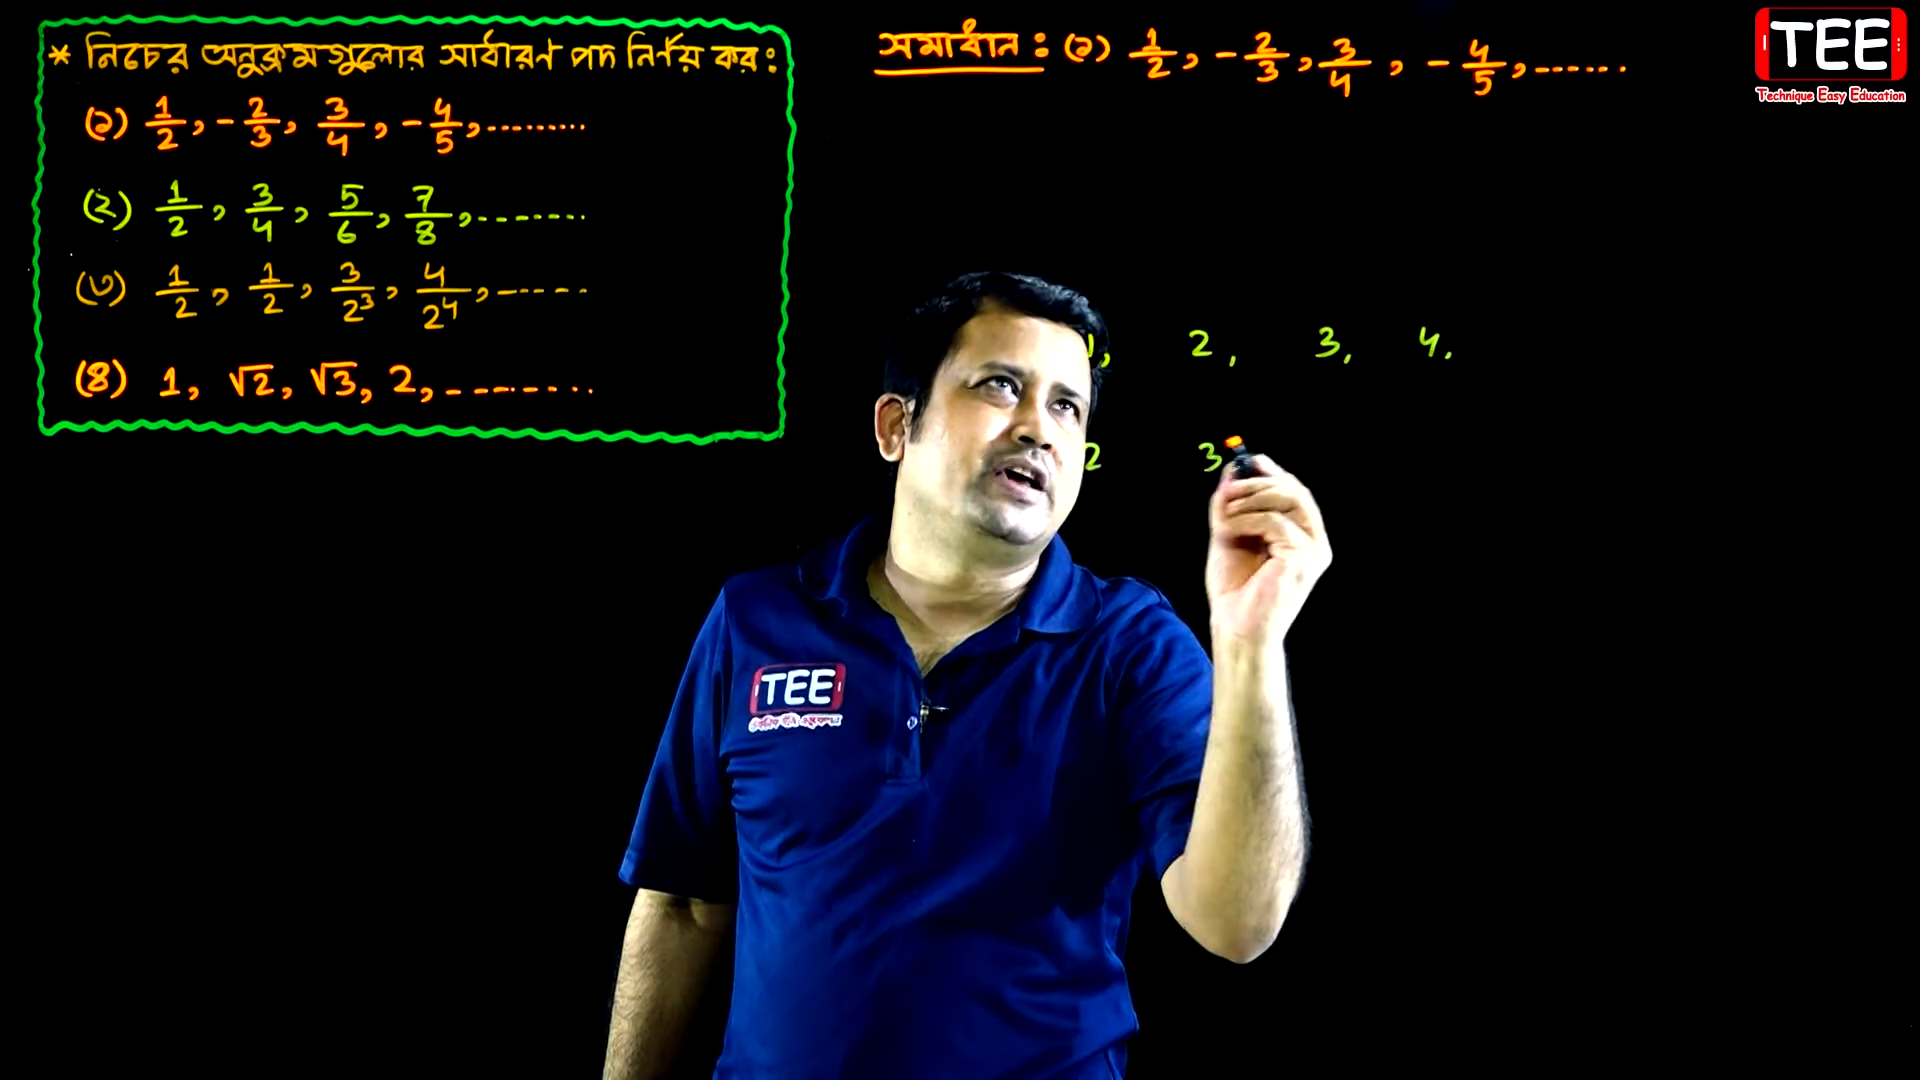 * নিচের অনুক্রমগুলোর সাধারণ পদ নির্ণয় কর:
(১) 1/2, -2/3, 3/4, -4/5, .........
(২) 1/2, 3/4, 5/6, 7/8, ........
(৩) 1/2, 1/2, 3/2³, 4/2⁴, .......
(৪) 1, √2, √3, 2, .........
সমাধান: (১) 1/2, -2/3, 3/4, -4/5, .......
1, 2, 3, 4.
2 3
TEE
Technique Easy Education
TEE